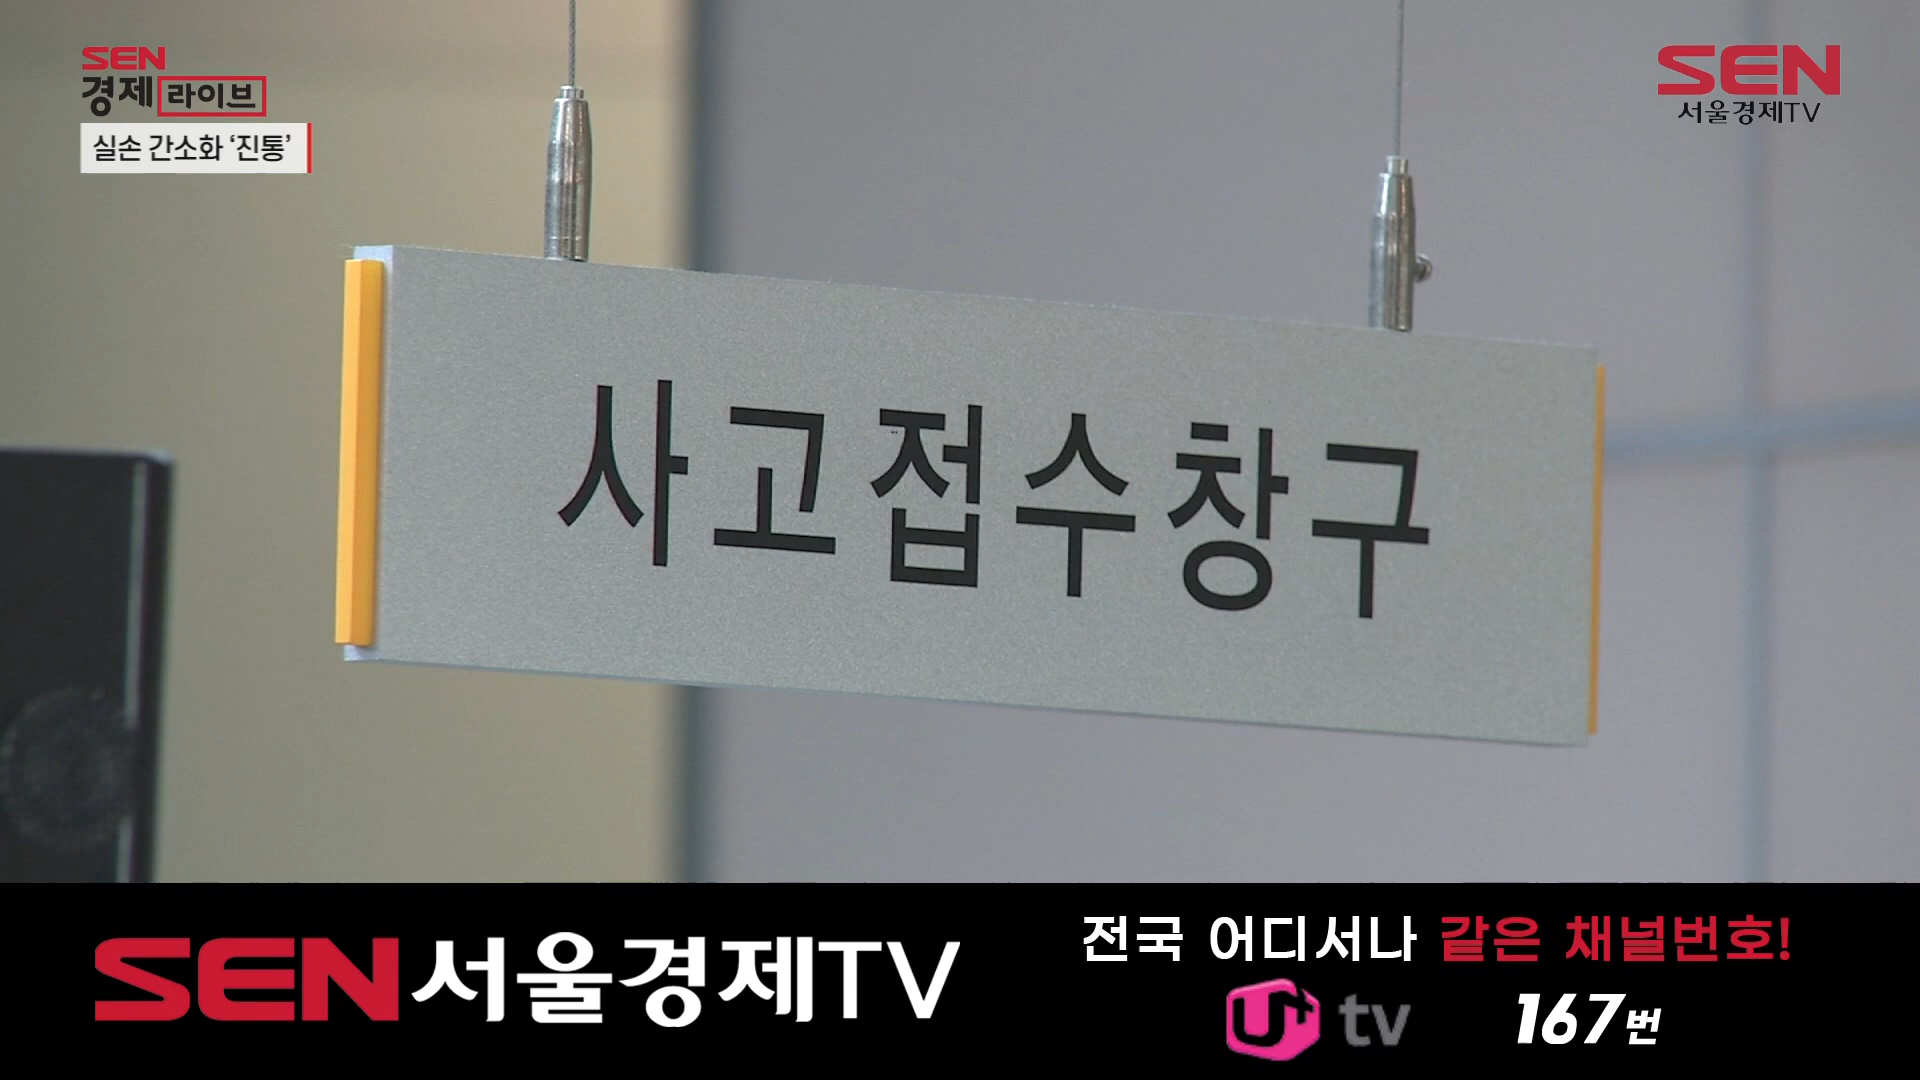 SEN
경제 라이브
실손 간소화 ‘진통’
SEN
서울경제TV
사고접수창구
SEN 서울경제TV
전국 어디서나 같은 채널번호!
U+ tv 167번